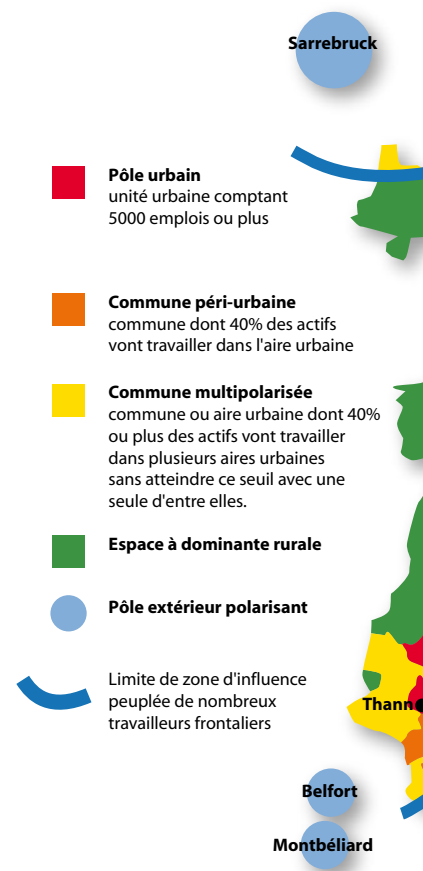 Sarrebruck
Pôle urbain
unité urbaine comptant
5000 emplois ou plus
Commune péri-urbaine
commune dont 40% des actifs
vont travailler dans l'aire urbaine
Commune multipolarisée
commune ou aire urbaine dont 40%
ou plus des actifs vont travailler
dans plusieurs aires urbaines
sans atteindre ce seuil avec une
seule d'entre elles.
Espace à dominante rurale
Pôle extérieur polarisant
Limite de zone d'influence
peuplée de nombreux
travailleurs frontaliers
Thann
Belfort
Montbéliard